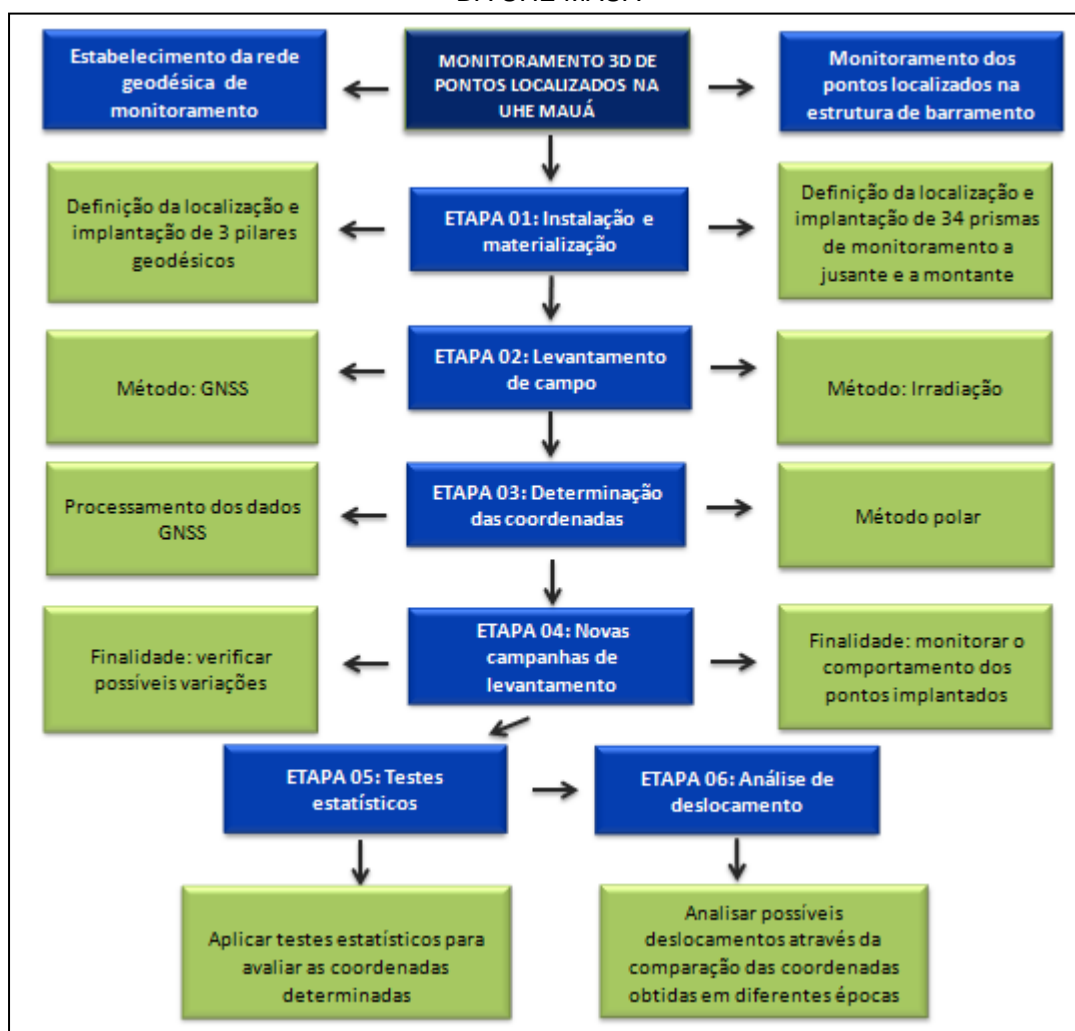 DA UHE MAUÁ
Estabelecimento da rede
geodésica de
monitoramento
MONITORAMENTO 3D DE
PONTOS LOCALIZADOS NA
UHE MAUÁ
Monitoramento dos
pontos localizados na
estrutura de barramento
Definição da localização e
implantação de 3 pilares
geodésicos
ETAPA 01: Instalação e
materialização
Definição da localização e
implantação de 34 prismas
de monitoramento a
jusante e a montante
Método: GNSS
ETAPA 02: Levantamento
de campo
Método: Irradiação
Processamento dos dados
GNSS
ETAPA 03: Determinação
das coordenadas
Método polar
Finalidade: verificar
possíveis variações
ETAPA 04: Novas
campanhas de
levantamento
Finalidade: monitorar o
comportamento dos
pontos implantados
ETAPA 05: Testes
estatísticos
ETAPA 06: Análise de
deslocamento
Aplicar testes estatísticos para
avaliar as coordenadas
determinadas
Analisar possíveis
deslocamentos através da
comparação das coordenadas
obtidas em diferentes épocas